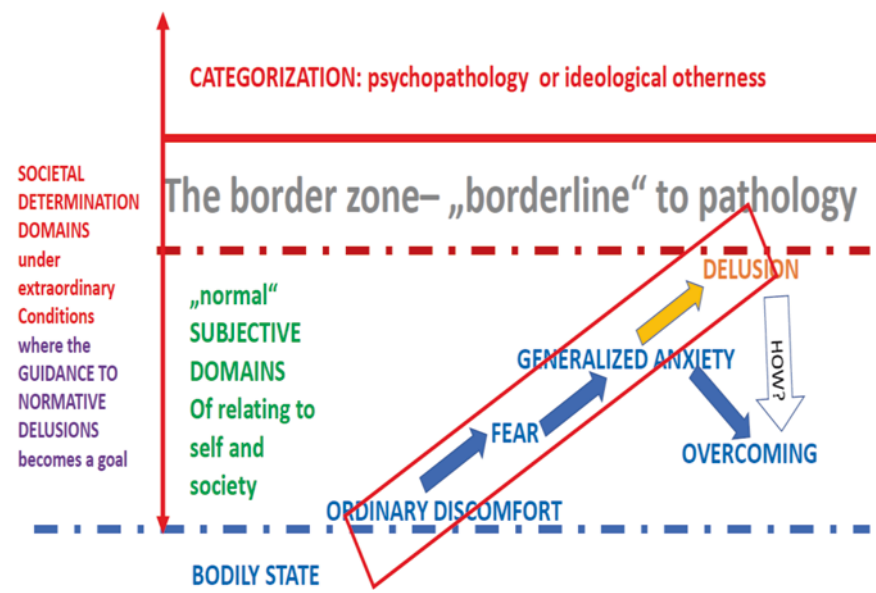 CATEGORIZATION: psychopathology or ideological otherness
SOCIETAL
DETERMINATION
DOMAINS
under
extraordinary
Conditions
where the
GUIDANCE TO
NORMATIVE
DELUSIONS
becomes a goal
The border zone– „borderline“ to pathology
„normal“
SUBJECTIVE
DOMAINS
Of relating to
self and
society
DELUSION
HOW?
GENERALIZED ANXIETY
FEAR
OVERCOMING
ORDINARY DISCOMFORT
BODILY STATE